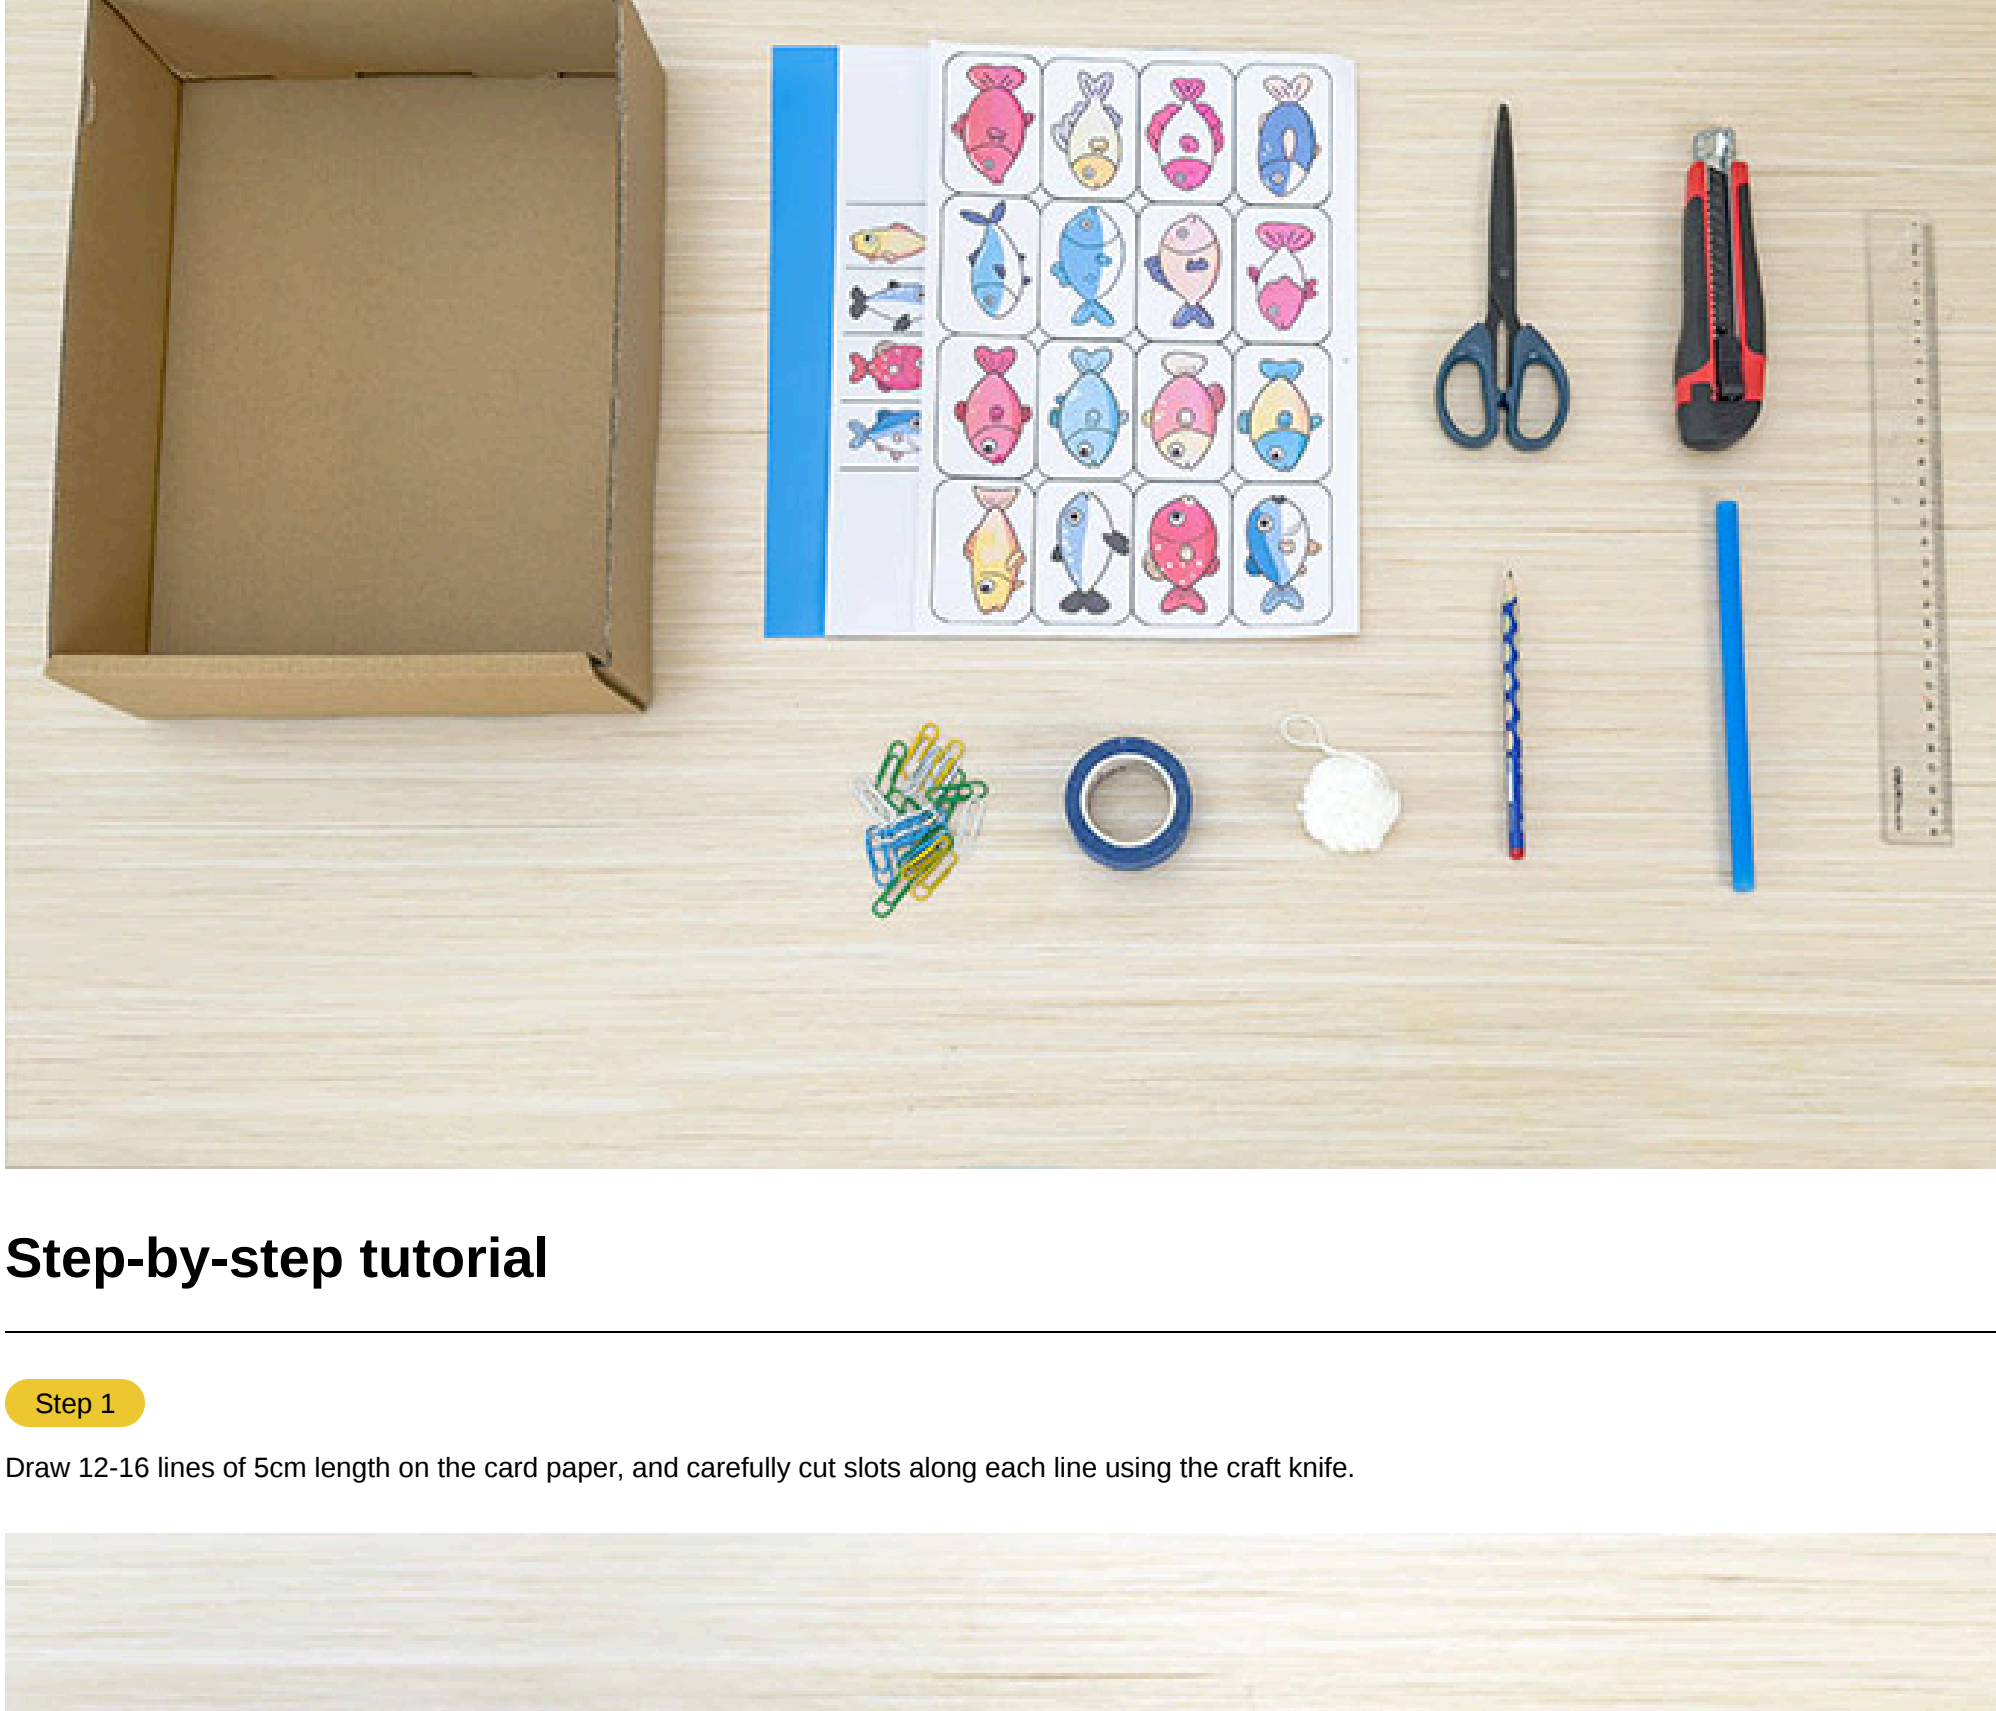 Step-by-step tutorial
Step 1
Draw 12-16 lines of 5cm length on the card paper, and carefully cut slots along each line using the craft knife.